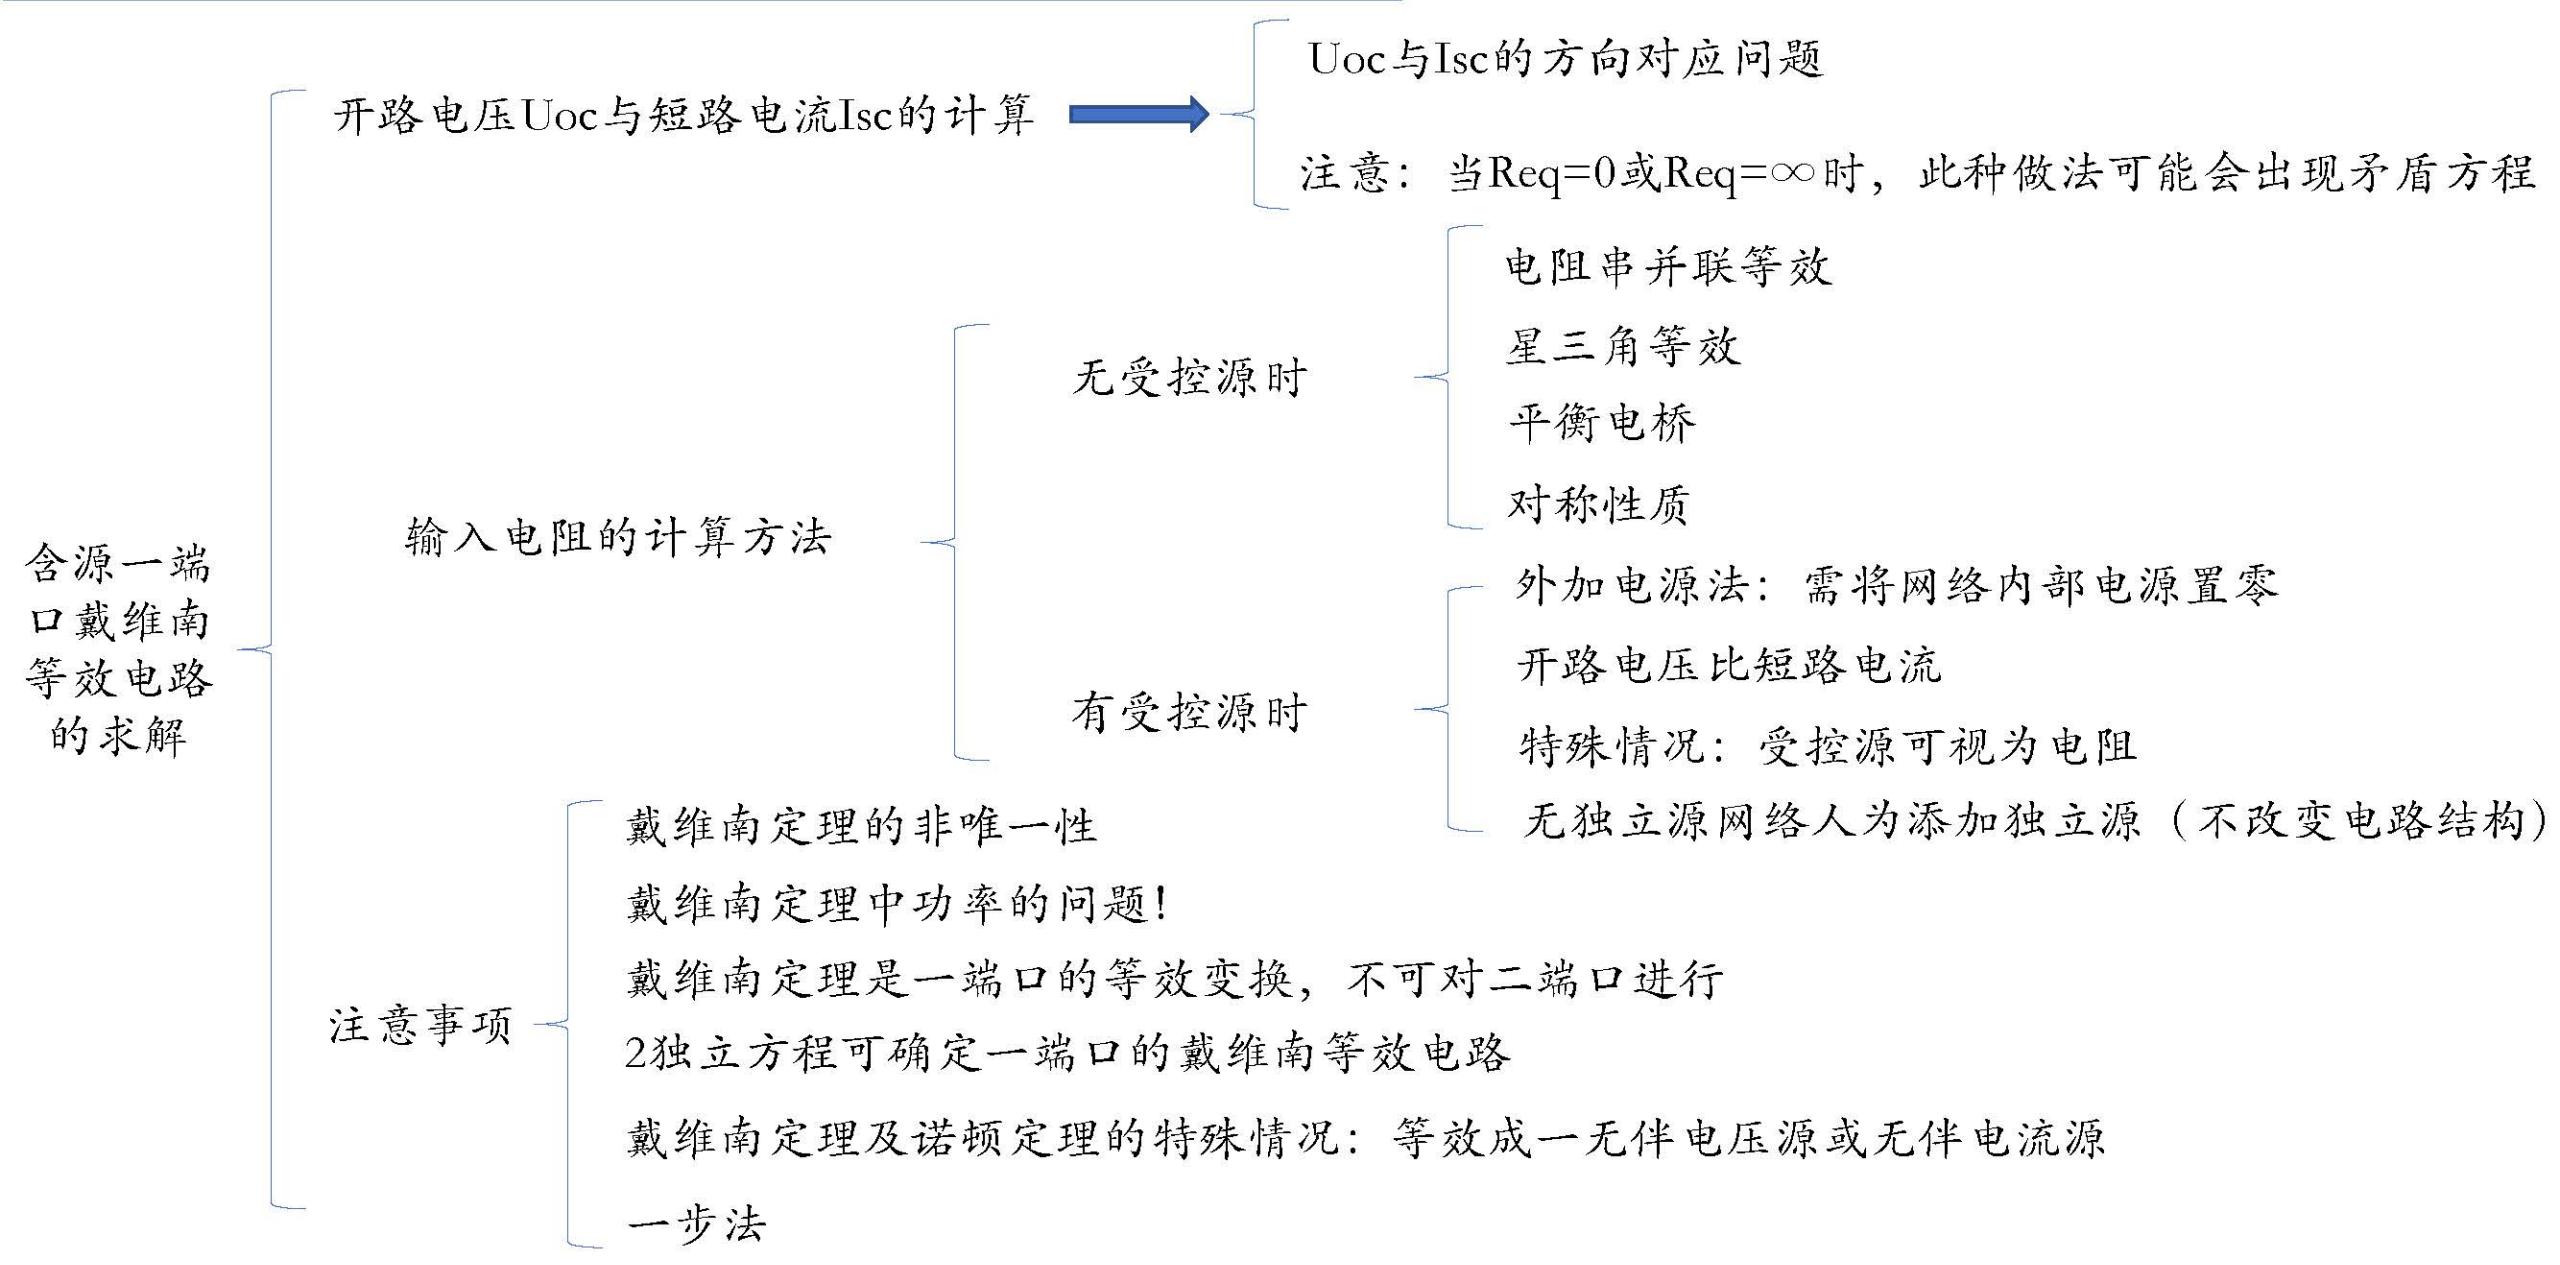 Uoc与Isc的方向对应问题
开路电压Uoc与短路电流Isc的计算
注意：当Req=0或Req=∞时，此种做法可能会出现矛盾方程
电阻串并联等效
星三角等效
无受控源时
平衡电桥
对称性质
输入电阻的计算方法
含源一端
口戴维南
等效电路
的求解
外加电源法：需将网络内部电源置零
开路电压比短路电流
有受控源时
特殊情况：受控源可视为电阻
无独立源网络人为添加独立源（不改变电路结构）
戴维南定理的非唯一性
戴维南定理中功率的问题！
戴维南定理是一端口的等效变换，不可对二端口进行
注意事项
2独立方程可确定一端口的戴维南等效电路
戴维南定理及诺顿定理的特殊情况：等效成一无伴电压源或无伴电流源
一步法